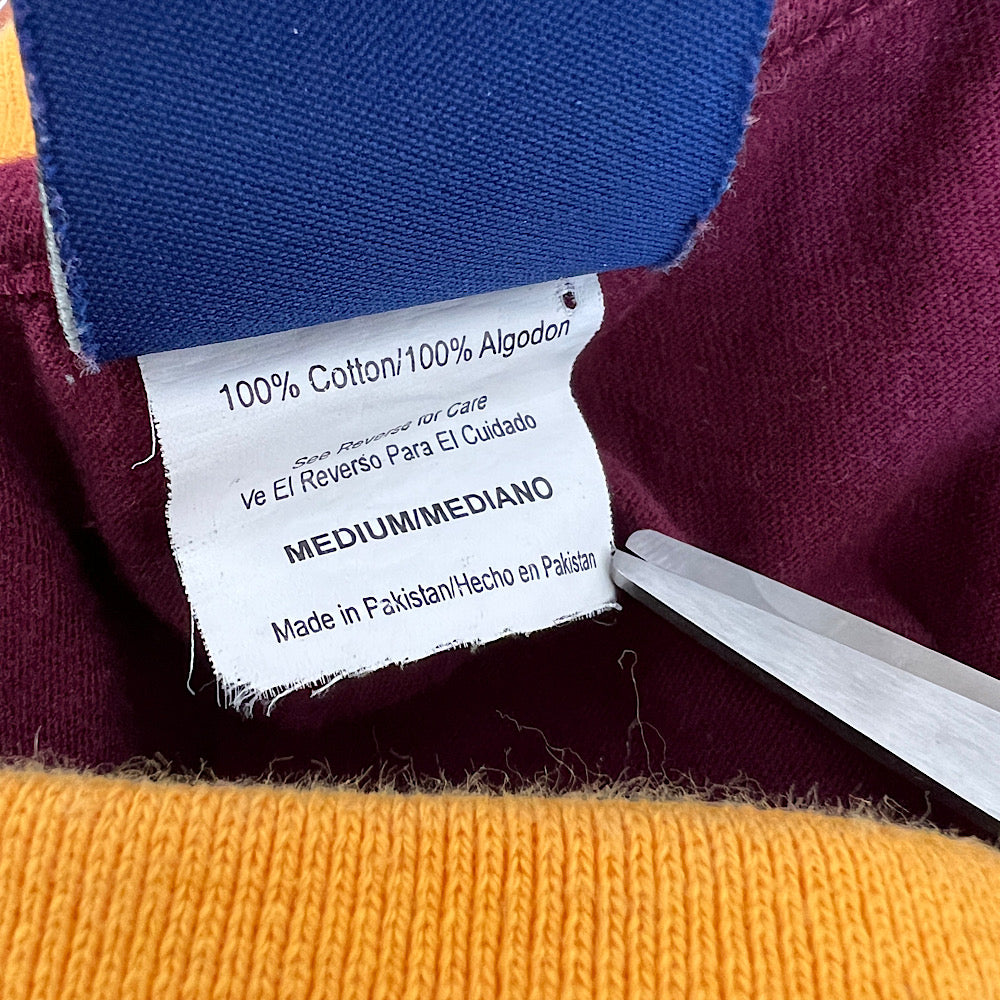 100% Cotton/100% Algodon
See Reverse for Care
Ve El Reverso Para El Cuidado
MEDIUM/MEDIANO
Made in Pakistan/Hecho en Pakistan